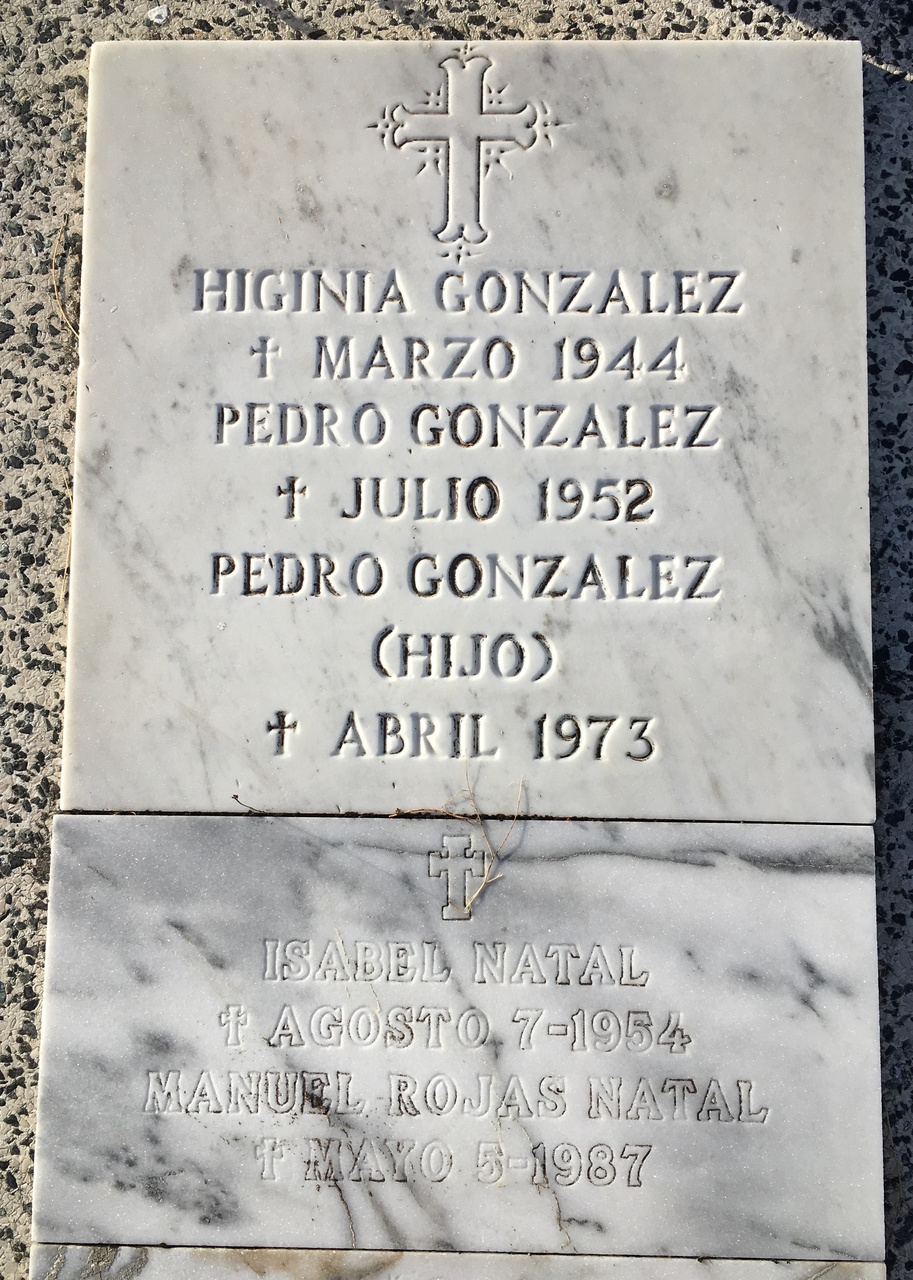 HIGINIA GONZALEZ
† MARZO 1944
PEDRO GONZALEZ
† JULIO 1952
PEDRO GONZALEZ
(HIJO)
† ABRIL 1973
ISABEL NATAL
† AGOSTO 7-1954
MANUEL ROJAS NATAL
† MAYO 5-1987